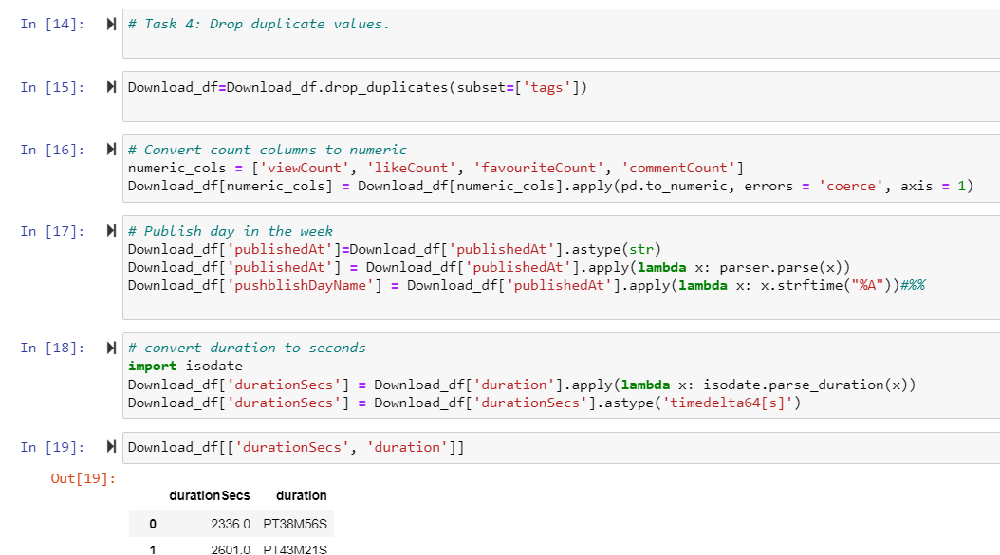 In [14]: # Task 4: Drop duplicate values.
In [15]: Download_df=Download_df.drop_duplicates(subset=['tags'])
In [16]: # Convert count columns to numeric
numeric_cols = ['viewCount', 'likeCount', 'favouriteCount', 'commentCount']
Download_df[numeric_cols] = Download_df[numeric_cols].apply(pd.to_numeric, errors = 'coerce', axis = 1)
In [17]: # Publish day in the week
Download_df['publishedAt']=Download_df['publishedAt'].astype(str)
Download_df['publishedAt'] = Download_df['publishedAt'].apply(lambda x: parser.parse(x))
Download_df['pushblishDayName'] = Download_df['publishedAt'].apply(lambda x: x.strftime("%A"))#%%
In [18]: # convert duration to seconds
import isodate
Download_df['durationSecs'] = Download_df['duration'].apply(lambda x: isodate.parse_duration(x))
Download_df['durationSecs'] = Download_df['durationSecs'].astype('timedelta64[s]')
In [19]: Download_df[['durationSecs', 'duration']]
Out[19]:
durationSecs duration
0 2336.0 PT38M56S
1 2601.0 PT43M21S